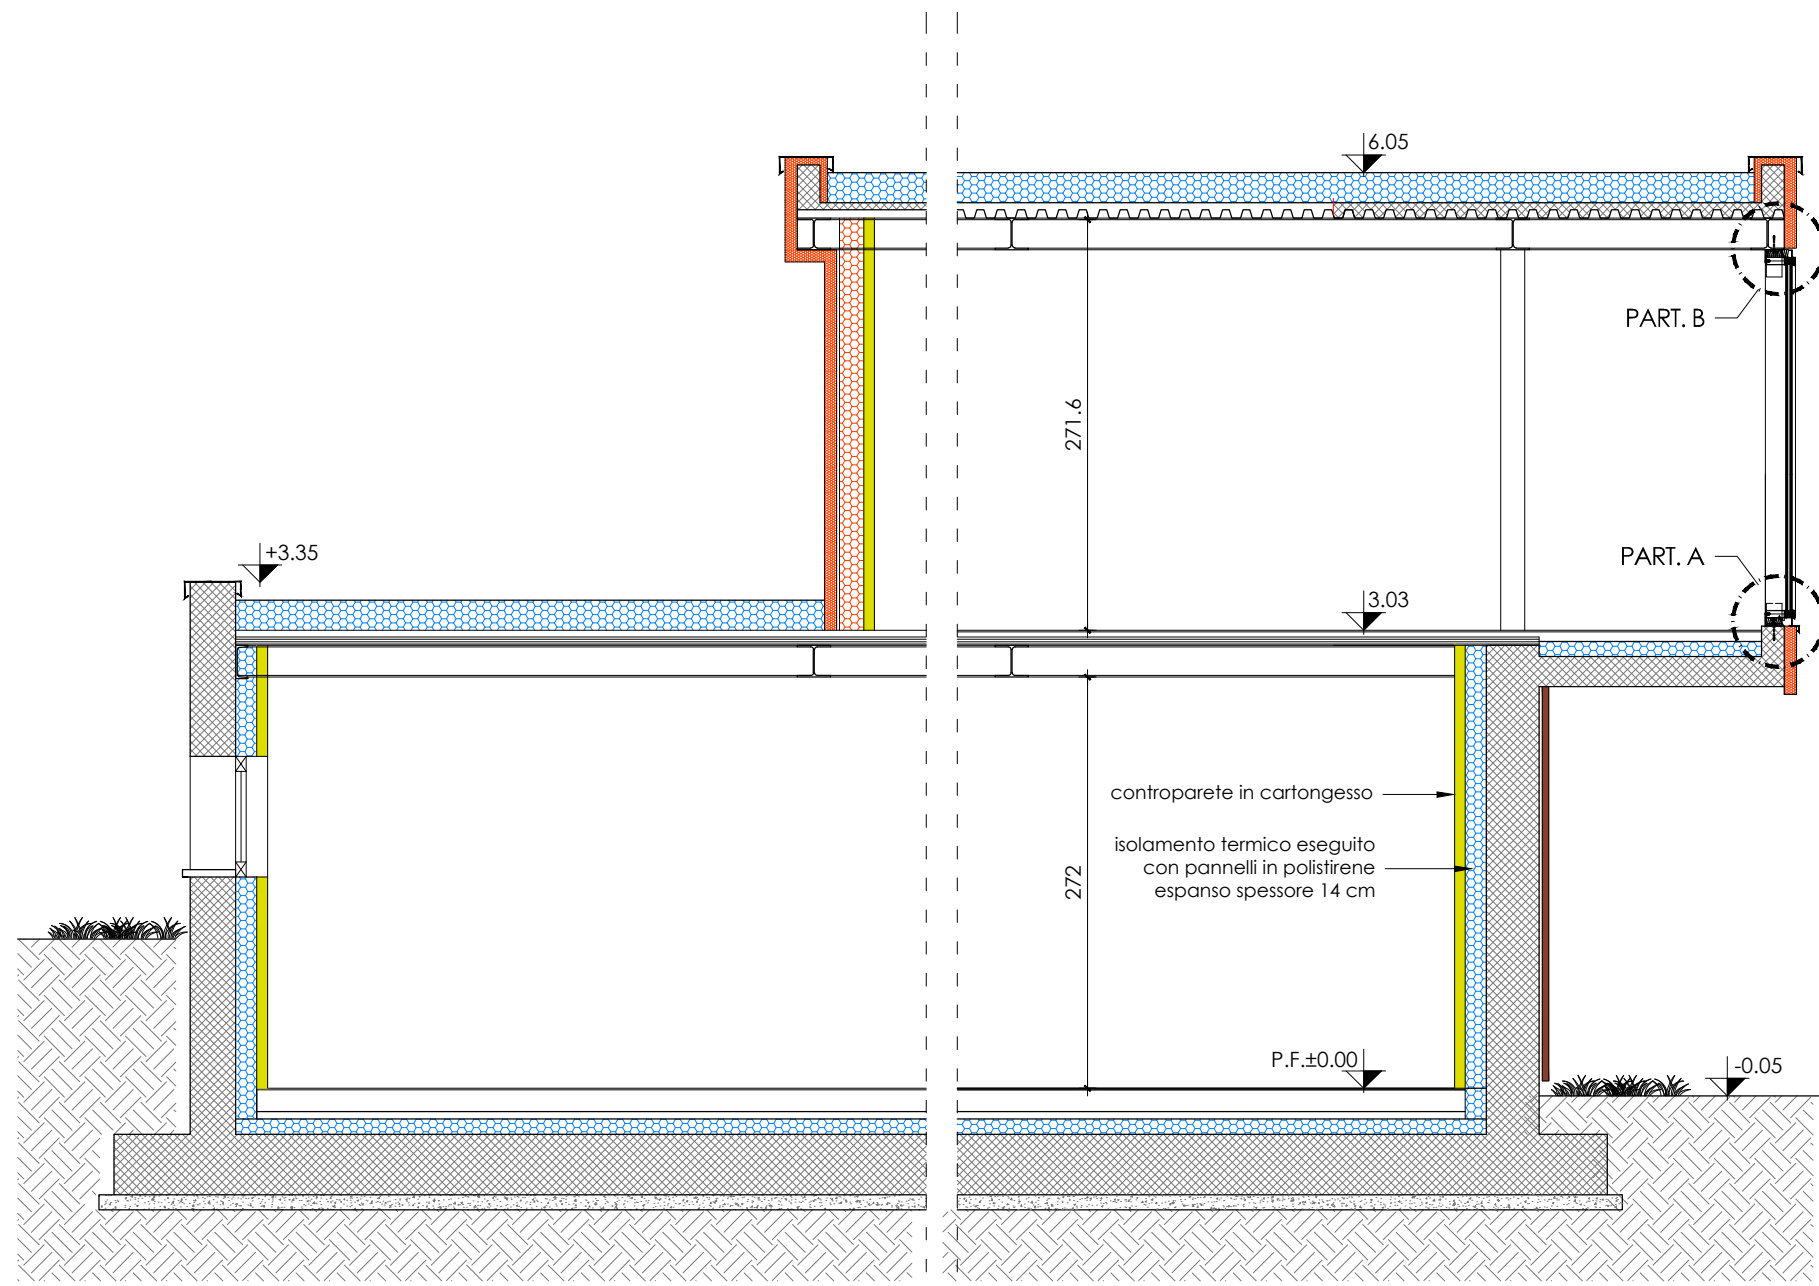 6.05
PART. B
271.6
+3.35
PART. A
3.03
controparete in cartongesso
isolamento termico eseguito
con pannelli in polistirene
espanso spessore 14 cm
272
P.F.±0.00
-0.05